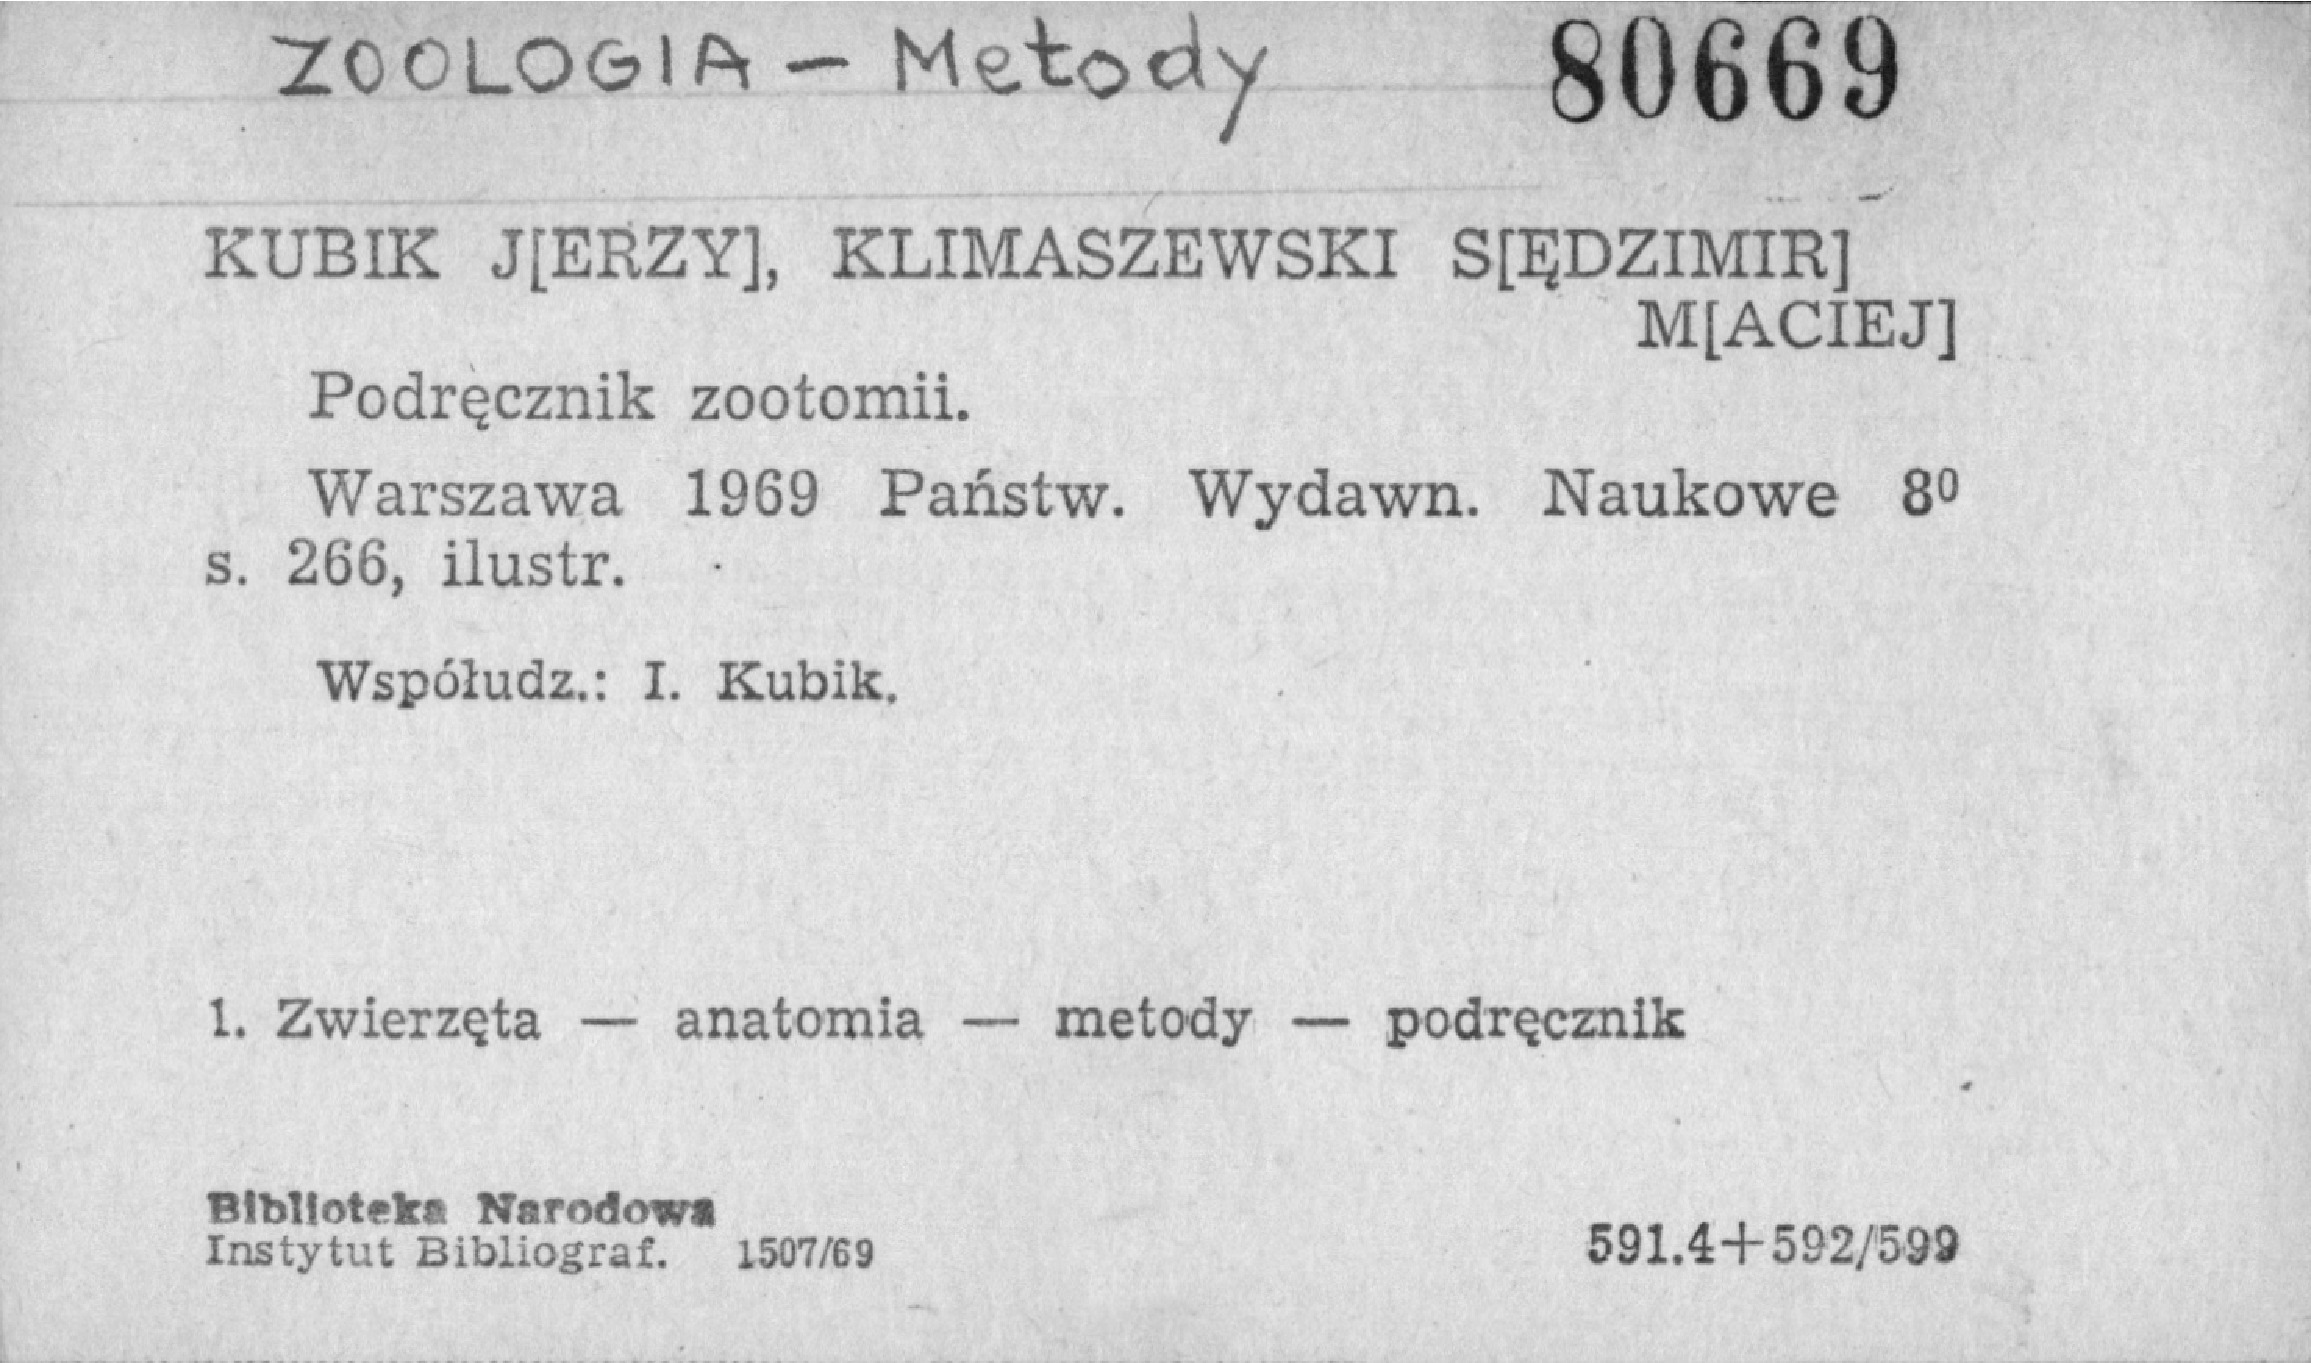 ZOOLOGIA – Metody 80669
KUBIK J[ERZY], KLIMASZEWSKI S[ĘDZIMIR]
M[ACIEJ]
Podręcznik zootomii.
Warszawa 1969 Państw. Wydawn. Naukowe 8⁰
s. 266, ilustr.
Współudz.: I. Kubik.
1. Zwierzęta — anatomia — metody — podręcznik
Biblioteka Narodowa
Instytut Bibliograf. 1507/69 591.4+592/599